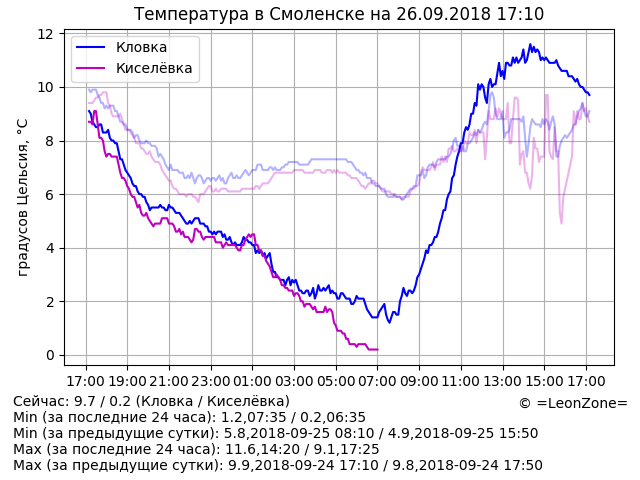 Температура в Смоленске на 26.09.2018 17:10
Кловка
Киселёвка
градусов Цельсия, °C
12
10
8
6
4
2
0
17:00 19:00 21:00 23:00 01:00 03:00 05:00 07:00 09:00 11:00 13:00 15:00 17:00
Сейчас: 9.7 / 0.2 (Кловка / Киселёвка)
© =LeonZone=
Min (за последние 24 часа): 1.2,07:35 / 0.2,06:35
Min (за предыдущие сутки): 5.8,2018-09-25 08:10 / 4.9,2018-09-25 15:50
Max (за последние 24 часа): 11.6,14:20 / 9.1,17:25
Max (за предыдущие сутки): 9.9,2018-09-24 17:10 / 9.8,2018-09-24 17:50